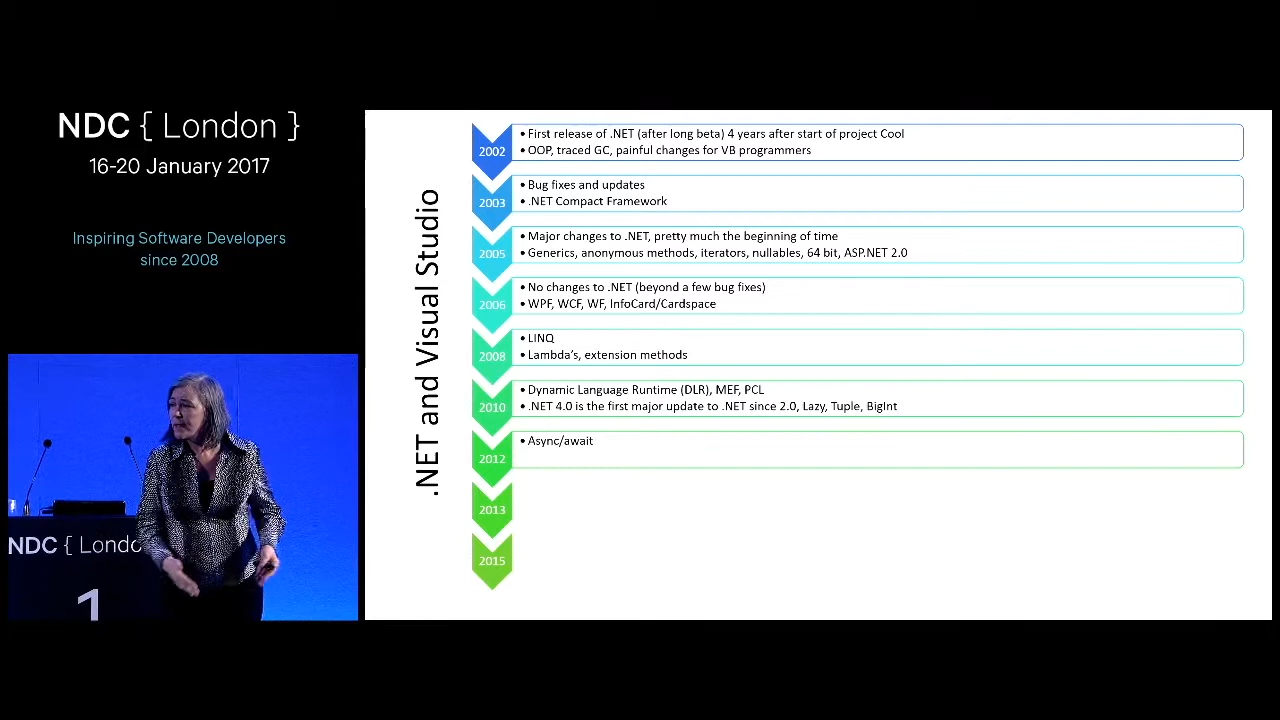 NDC { London }
16-20 January 2017
Inspiring Software Developers
since 2008
NDC { Londo
1
.NET and Visual Studio
2002
• First release of .NET (after long beta) 4 years after start of project Cool
• OOP, traced GC, painful changes for VB programmers
2003
• Bug fixes and updates
• .NET Compact Framework
2005
• Major changes to .NET, pretty much the beginning of time
• Generics, anonymous methods, iterators, nullables, 64 bit, ASP.NET 2.0
2006
• No changes to .NET (beyond a few bug fixes)
• WPF, WCF, WF, InfoCard/Cardspace
2008
• LINQ
• Lambda's, extension methods
2010
• Dynamic Language Runtime (DLR), MEF, PCL
• .NET 4.0 is the first major update to .NET since 2.0, Lazy, Tuple, BigInt
2012
• Async/await
2013
2015